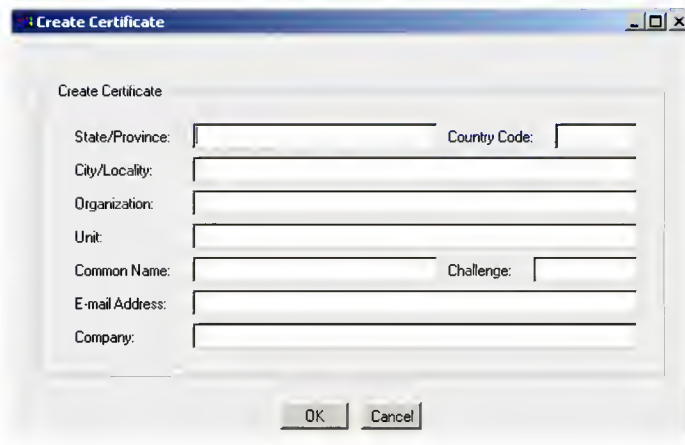 Create Certificate
Create Certificate
State/Province: Country Code:
City/Locality:
Organization:
Unit:
Common Name: Challenge:
E-mail Address:
Company:
OK Cancel